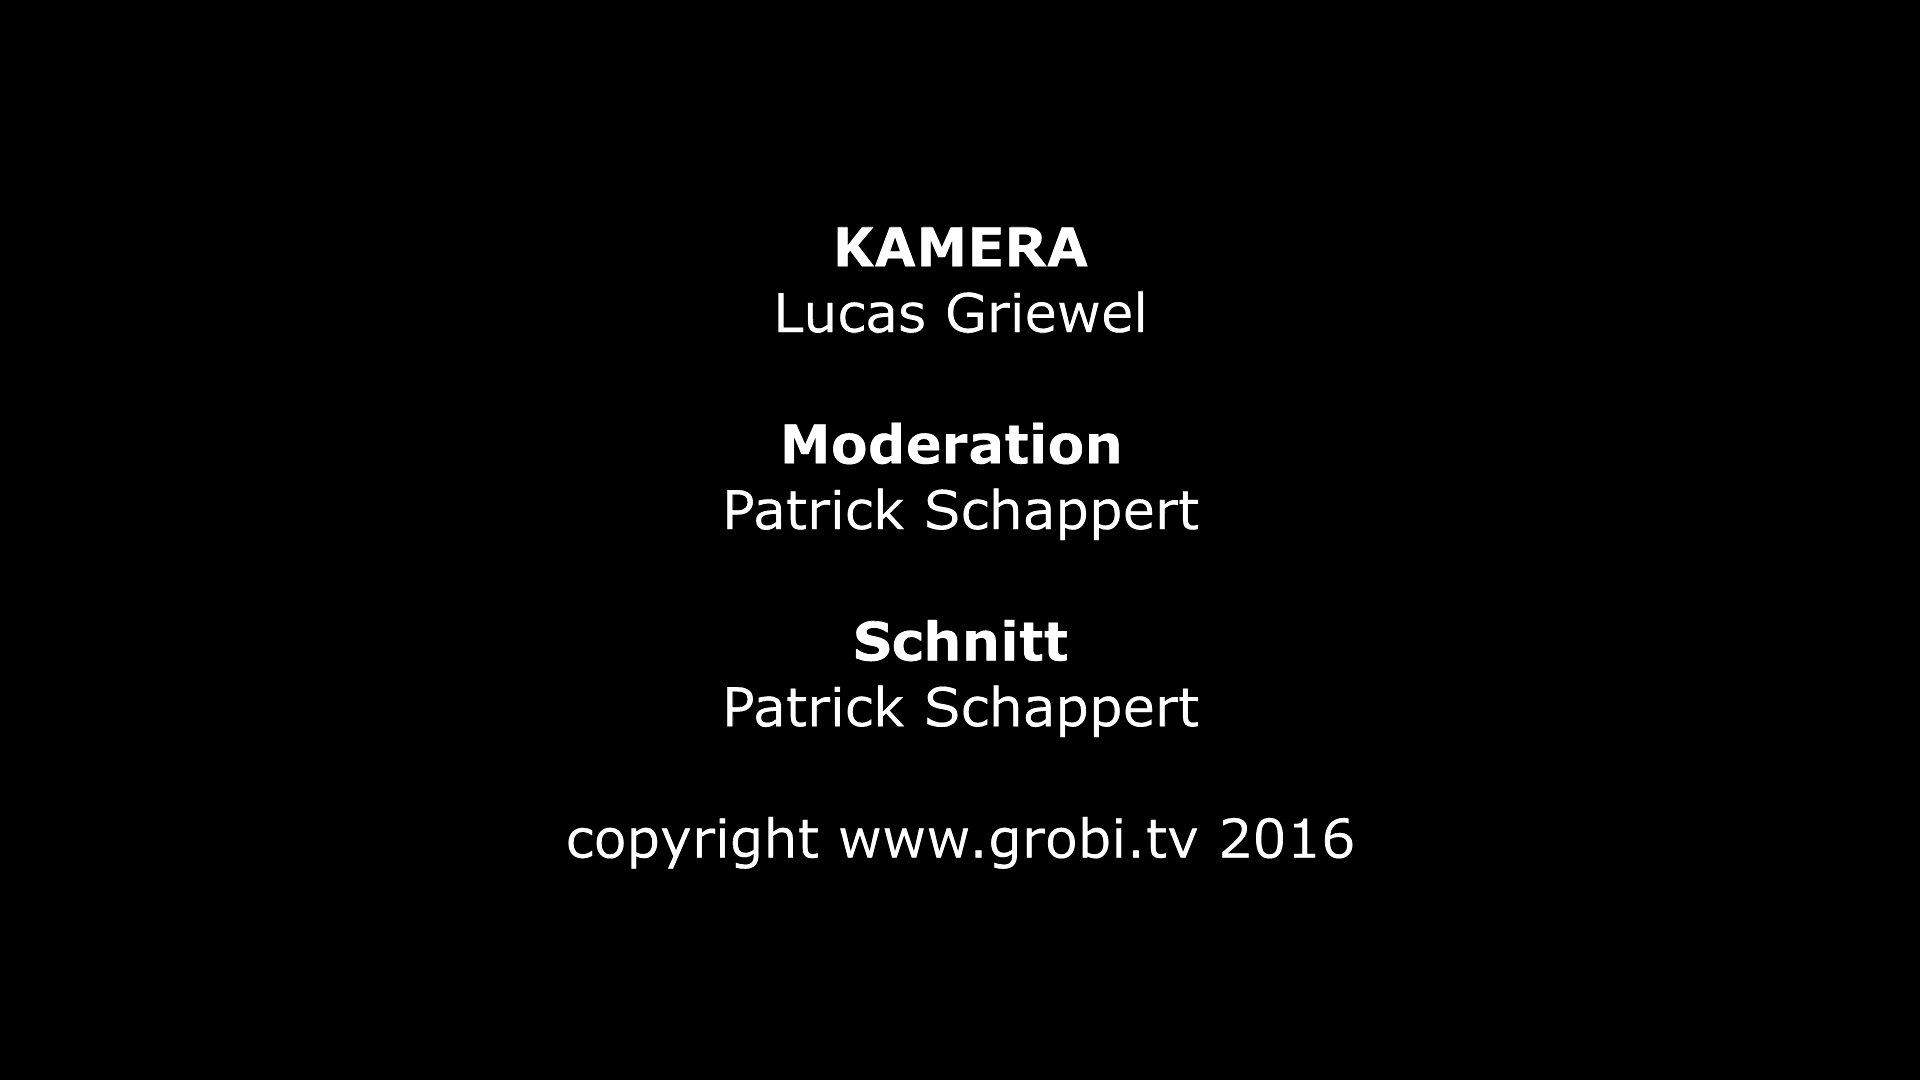 KAMERA
Lucas Griewel
Moderation
Patrick Schappert
Schnitt
Patrick Schappert
copyright www.grobi.tv 2016